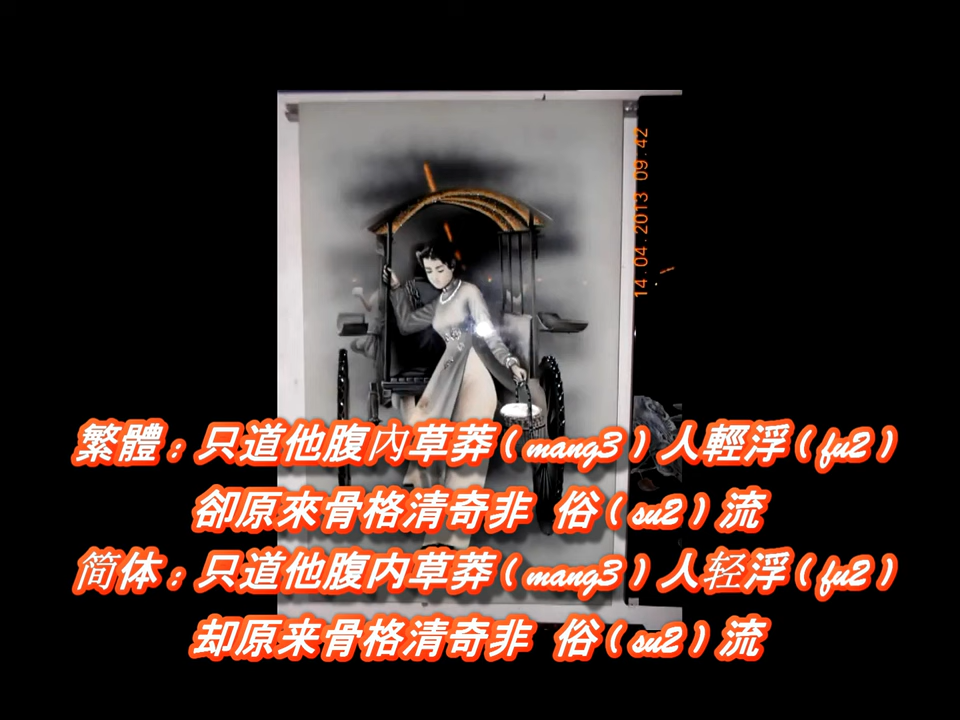 14.04.2013 09:42
繁體:只道他腹內草莽(mang3)人輕浮(fu2)
卻原來骨格清奇非 俗(su2)流
简体:只道他腹内草莽(mang3)人轻浮(fu2)
却原来骨格清奇非 俗(su2)流